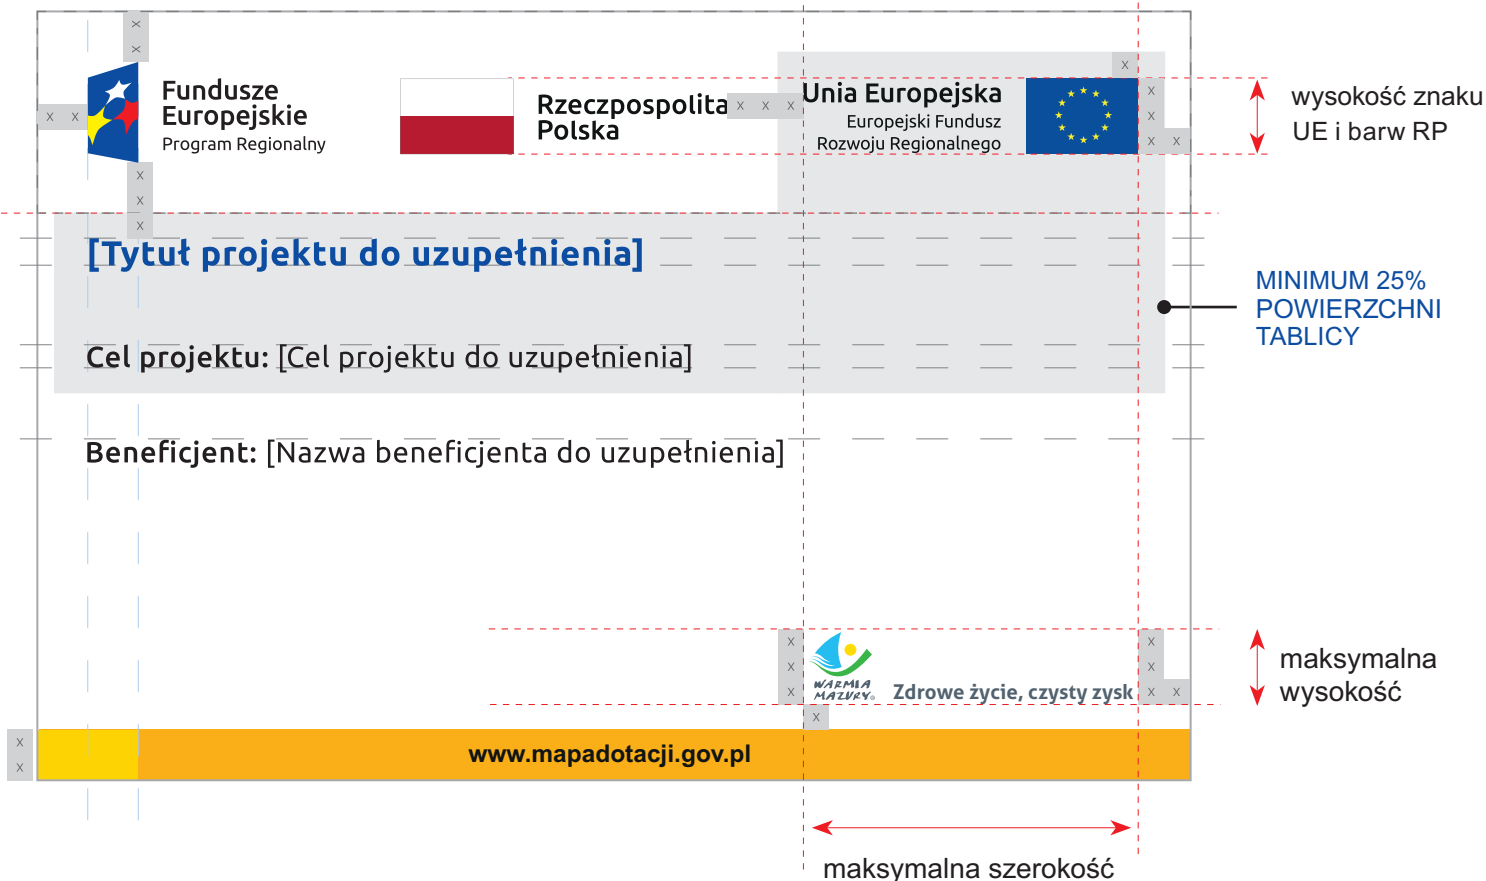 x
x
x
Fundusze
Europejskie
Program Regionalny
x x
Rzeczpospolita
Polska
x x x
Unia Europejska
Europejski Fundusz
Rozwoju Regionalnego
x
x
x x
wysokość znaku
UE i barw RP
x
x
x
[Tytuł projektu do uzupełnienia]
MINIMUM 25%
POWIERZCHNI
TABLICY
Cel projektu: [Cel projektu do uzupełnienia]
Beneficjent: [Nazwa beneficjenta do uzupełnienia]
x
x
x
WARMIA
MAZURY®
Zdrowe życie, czysty zysk
x
x
x x
maksymalna
wysokość
x
x
x
www.mapadotacji.gov.pl
maksymalna szerokość